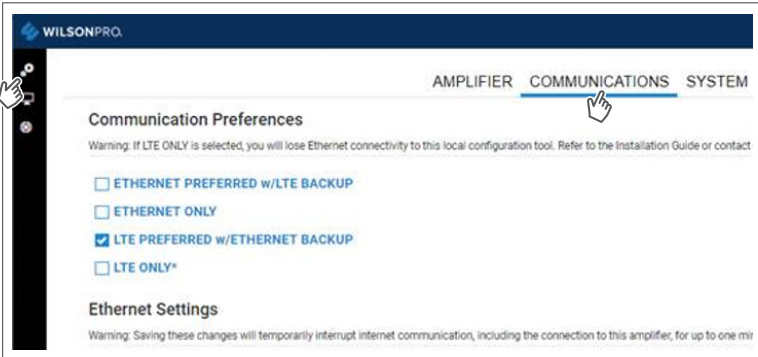 WILSONPRO.
AMPLIFIER COMMUNICATIONS SYSTEM
Communication Preferences
Warning: If LTE ONLY is selected, you will lose Ethernet connectivity to this local configuration tool. Refer to the Installation Guide or contact
ETHERNET PREFERRED w/LTE BACKUP
ETHERNET ONLY
LTE PREFERRED w/ETHERNET BACKUP
LTE ONLY*
Ethernet Settings
Warning: Saving these changes will temporarily interrupt internet communication, including the connection to this amplifier, for up to one